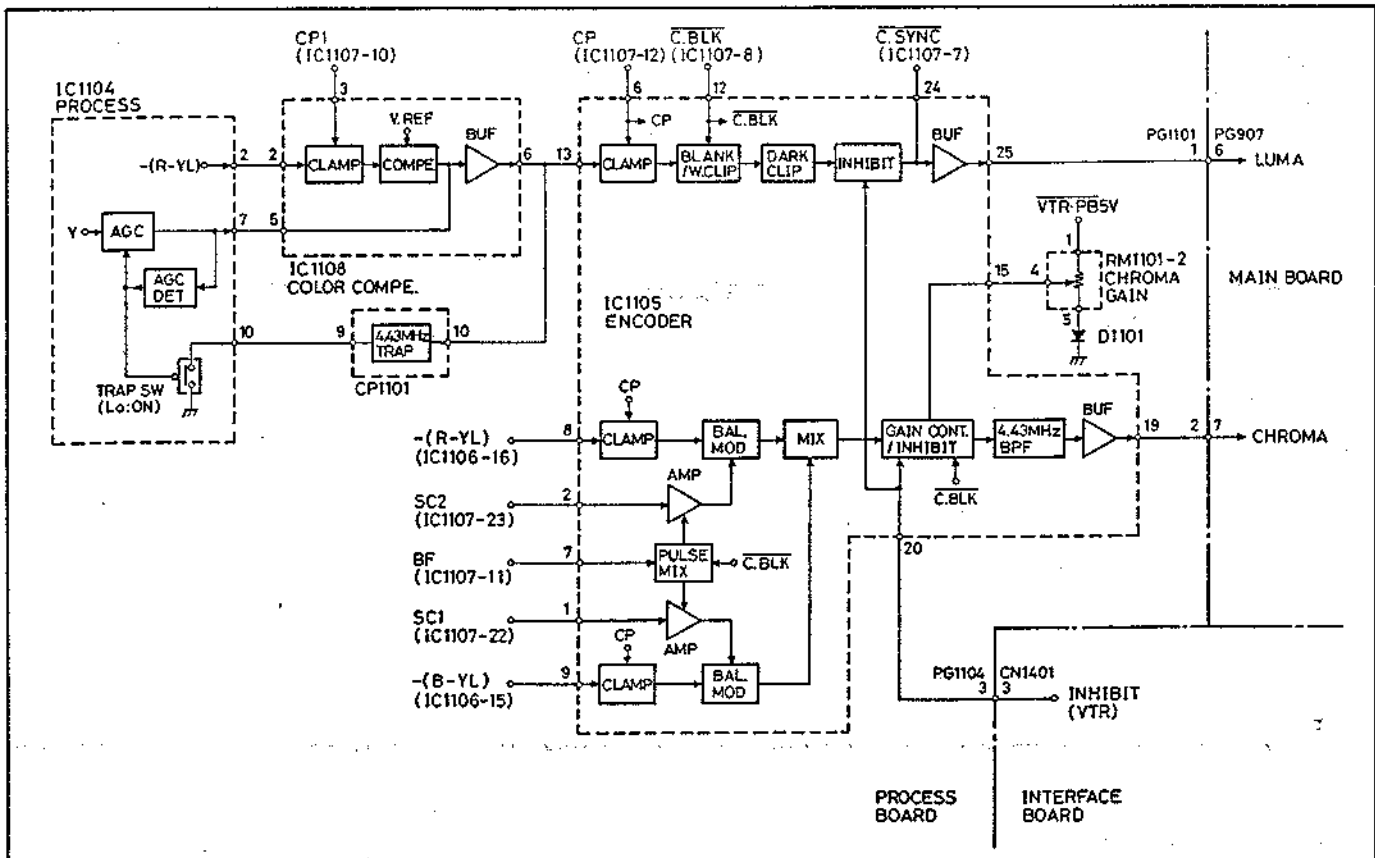 CP1
(IC1107-10)
CP
(IC1107-12)
C.BLK
(IC1107-8)
C.SYNC
(IC1107-7)
IC1104
PROCESS
3
6
12
24
V.REF
BUF
CP
C.BLK
BUF
-(R-YL)
2
2
CLAMP
COMPE
6
13
CLAMP
BLANK
/W.CLIP
DARK
CLIP
INHIBIT
25
PG1101
PG907
1
6
LUMA
Y
AGC
7
5
AGC
DET
IC1108
COLOR COMPE.
VTR·PB5V
1
15
4
RM1101-2
CHROMA
GAIN
MAIN BOARD
5
D1101
IC1105
ENCODER
10
9
4.43MHz
TRAP
10
CP1101
TRAP SW
(Lo:ON)
CP
-(R-YL)
(IC1106-16)
8
CLAMP
BAL.
MOD
MIX
GAIN CONT.
/INHIBIT
4.43MHz
BPF
BUF
19
2
7
CHROMA
C.BLK
AMP
SC2
(IC1107-23)
2
20
BF
(IC1107-11)
7
PULSE
MIX
C.BLK
SC1
(IC1107-22)
1
CP
AMP
-(B-YL)
(IC1106-15)
9
CLAMP
BAL.
MOD
PG1104
CN1401
3
3
INHIBIT
(VTR)
PROCESS
BOARD
INTERFACE
BOARD